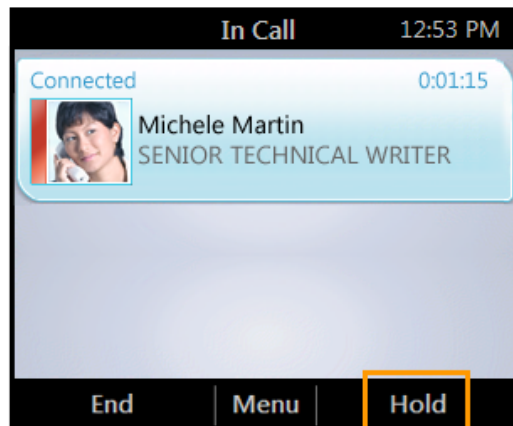 In Call 12:53 PM
Connected 0:01:15
Michele Martin
SENIOR TECHNICAL WRITER
End Menu Hold